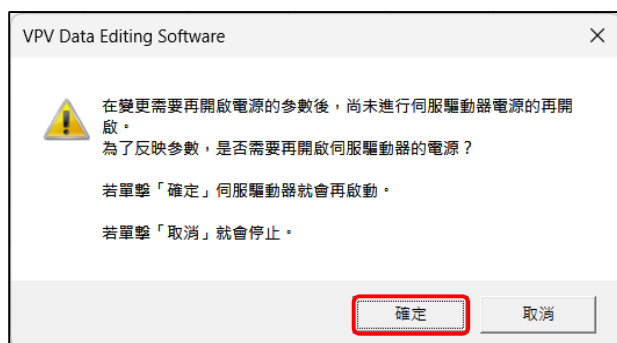 VPV Data Editing Software
在變更需要再開啟電源的參數後，尚未進行伺服驅動器電源的再開
啟。
為了反映參數，是否需要再開啟伺服驅動器的電源？
若單擊「確定」伺服驅動器就會再啟動。
若單擊「取消」就會停止。
確定
取消